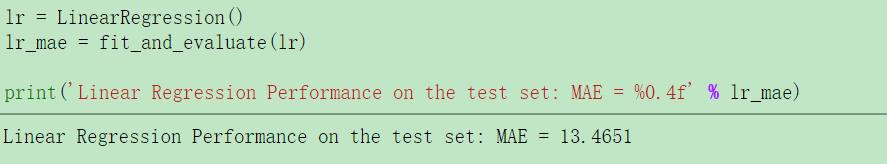 lr = LinearRegression()
lr_mae = fit_and_evaluate(lr)
print('Linear Regression Performance on the test set: MAE = %0.4f' % lr_mae)
Linear Regression Performance on the test set: MAE = 13.4651